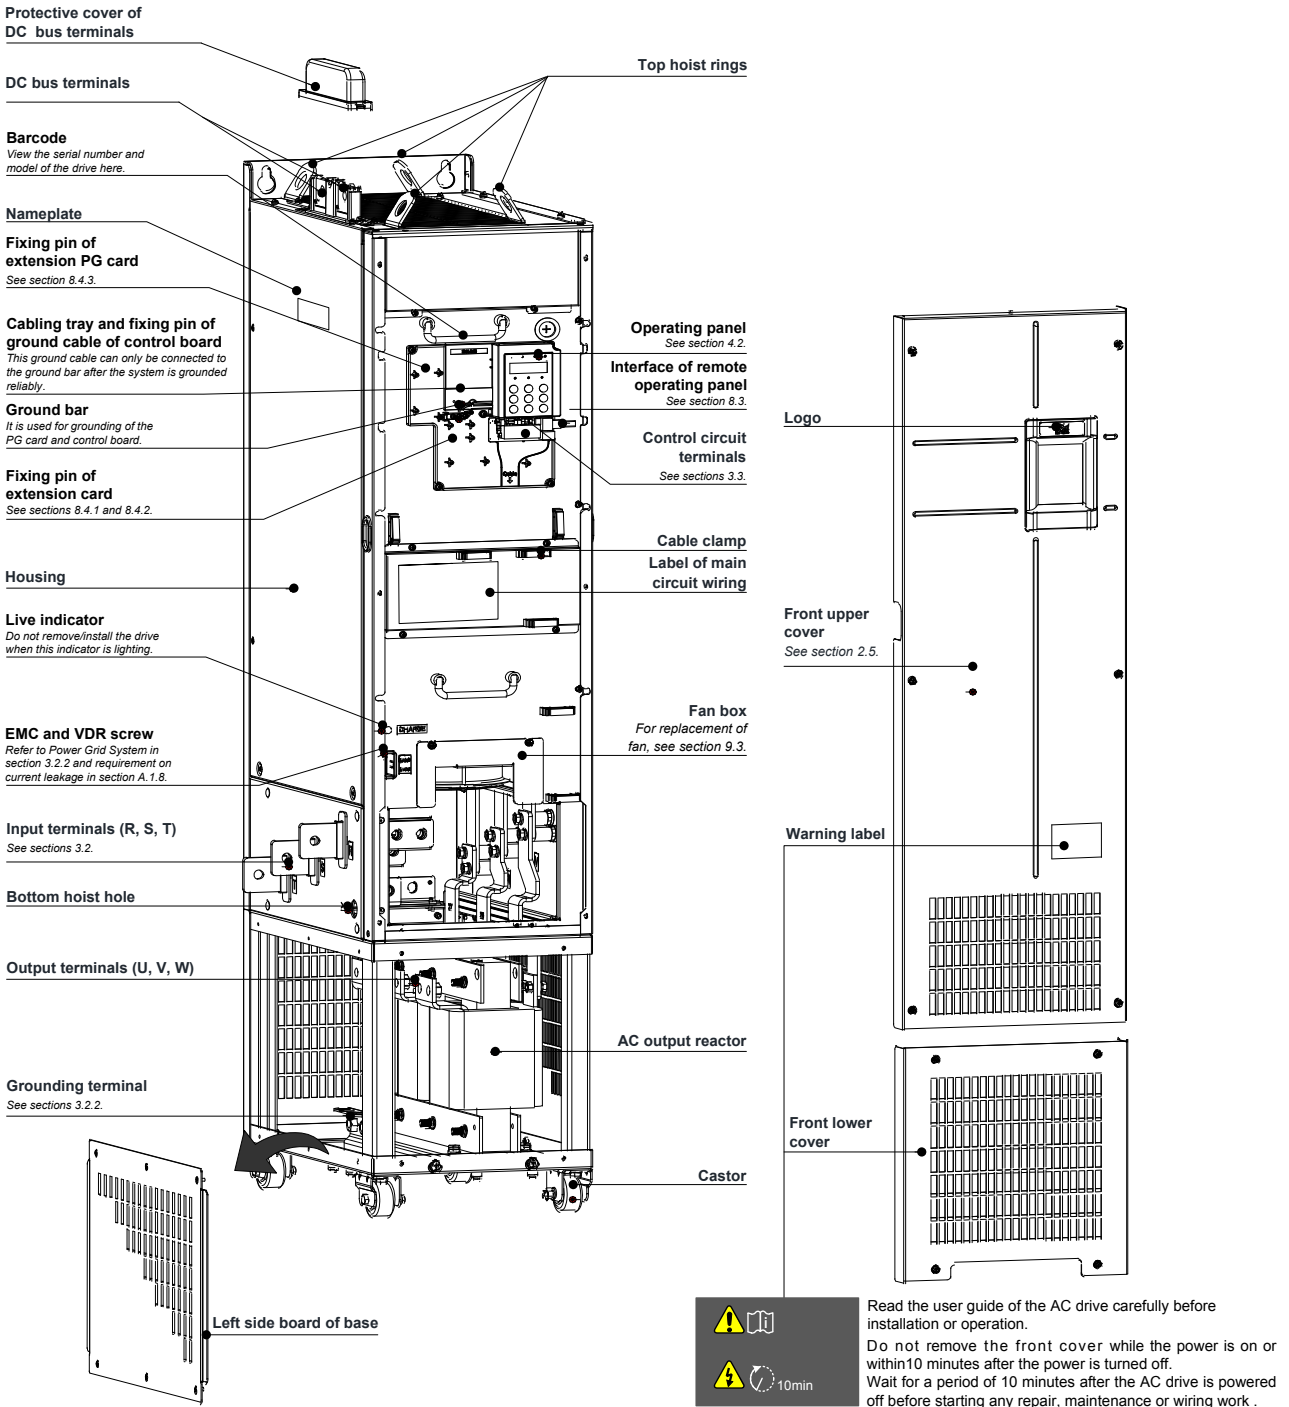 Protective cover of
DC bus terminals
DC bus terminals
Barcode
View the serial number and
model of the drive here.
Nameplate
Fixing pin of
extension PG card
See section 8.4.3.
Cabling tray and fixing pin of
ground cable of control board
This ground cable can only be connected to
the ground bar after the system is grounded
reliably.
Ground bar
It is used for grounding of the
PG card and control board.
Fixing pin of
extension card
See sections 8.4.1 and 8.4.2.
Housing
Live indicator
Do not remove/install the drive
when this indicator is lighting.
EMC and VDR screw
Refer to Power Grid System in
section 3.2.2 and requirement on
current leakage in section A.1.8.
Input terminals (R, S, T)
See sections 3.2.
Bottom hoist hole
Output terminals (U, V, W)
Grounding terminal
See sections 3.2.2.
Left side board of base
Top hoist rings
Operating panel
See section 4.2.
Interface of remote
operating panel
See section 8.3.
Control circuit
terminals
See sections 3.3.
Cable clamp
Label of main
circuit wiring
CHARGE
Fan box
For replacement of
fan, see section 9.3.
AC output reactor
Castor
Logo
Front upper
cover
See section 2.5.
Warning label
Front lower
cover
10min
Read the user guide of the AC drive carefully before
installation or operation.
Do not remove the front cover while the power is on or
within10 minutes after the power is turned off.
Wait for a period of 10 minutes after the AC drive is powered
off before starting any repair, maintenance or wiring work .